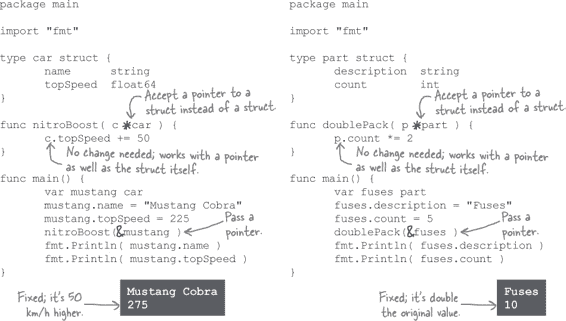 package main
import "fmt"
type car struct {
name string
topSpeed float64
}
Accept a pointer to a
struct instead of a struct.
func nitroBoost( c *car ) {
c.topSpeed += 50
}
No change needed; works with a pointer
as well as the struct itself.
func main() {
var mustang car
mustang.name = "Mustang Cobra"
mustang.topSpeed = 225
nitroBoost(&mustang )
Pass a
pointer.
fmt.Println( mustang.name )
fmt.Println( mustang.topSpeed )
}
Fixed; it's 50
km/h higher.
Mustang Cobra
275
package main
import "fmt"
type part struct {
description string
count int
}
Accept a pointer to a
struct instead of a struct.
func doublePack( p *part ) {
p.count *= 2
}
No change needed; works with a pointer
as well as the struct itself.
func main() {
var fuses part
fuses.description = "Fuses"
fuses.count = 5
doublePack(&fuses )
Pass a
pointer.
fmt.Println( fuses.description )
fmt.Println( fuses.count )
}
Fixed; it's double
the original value.
Fuses
10